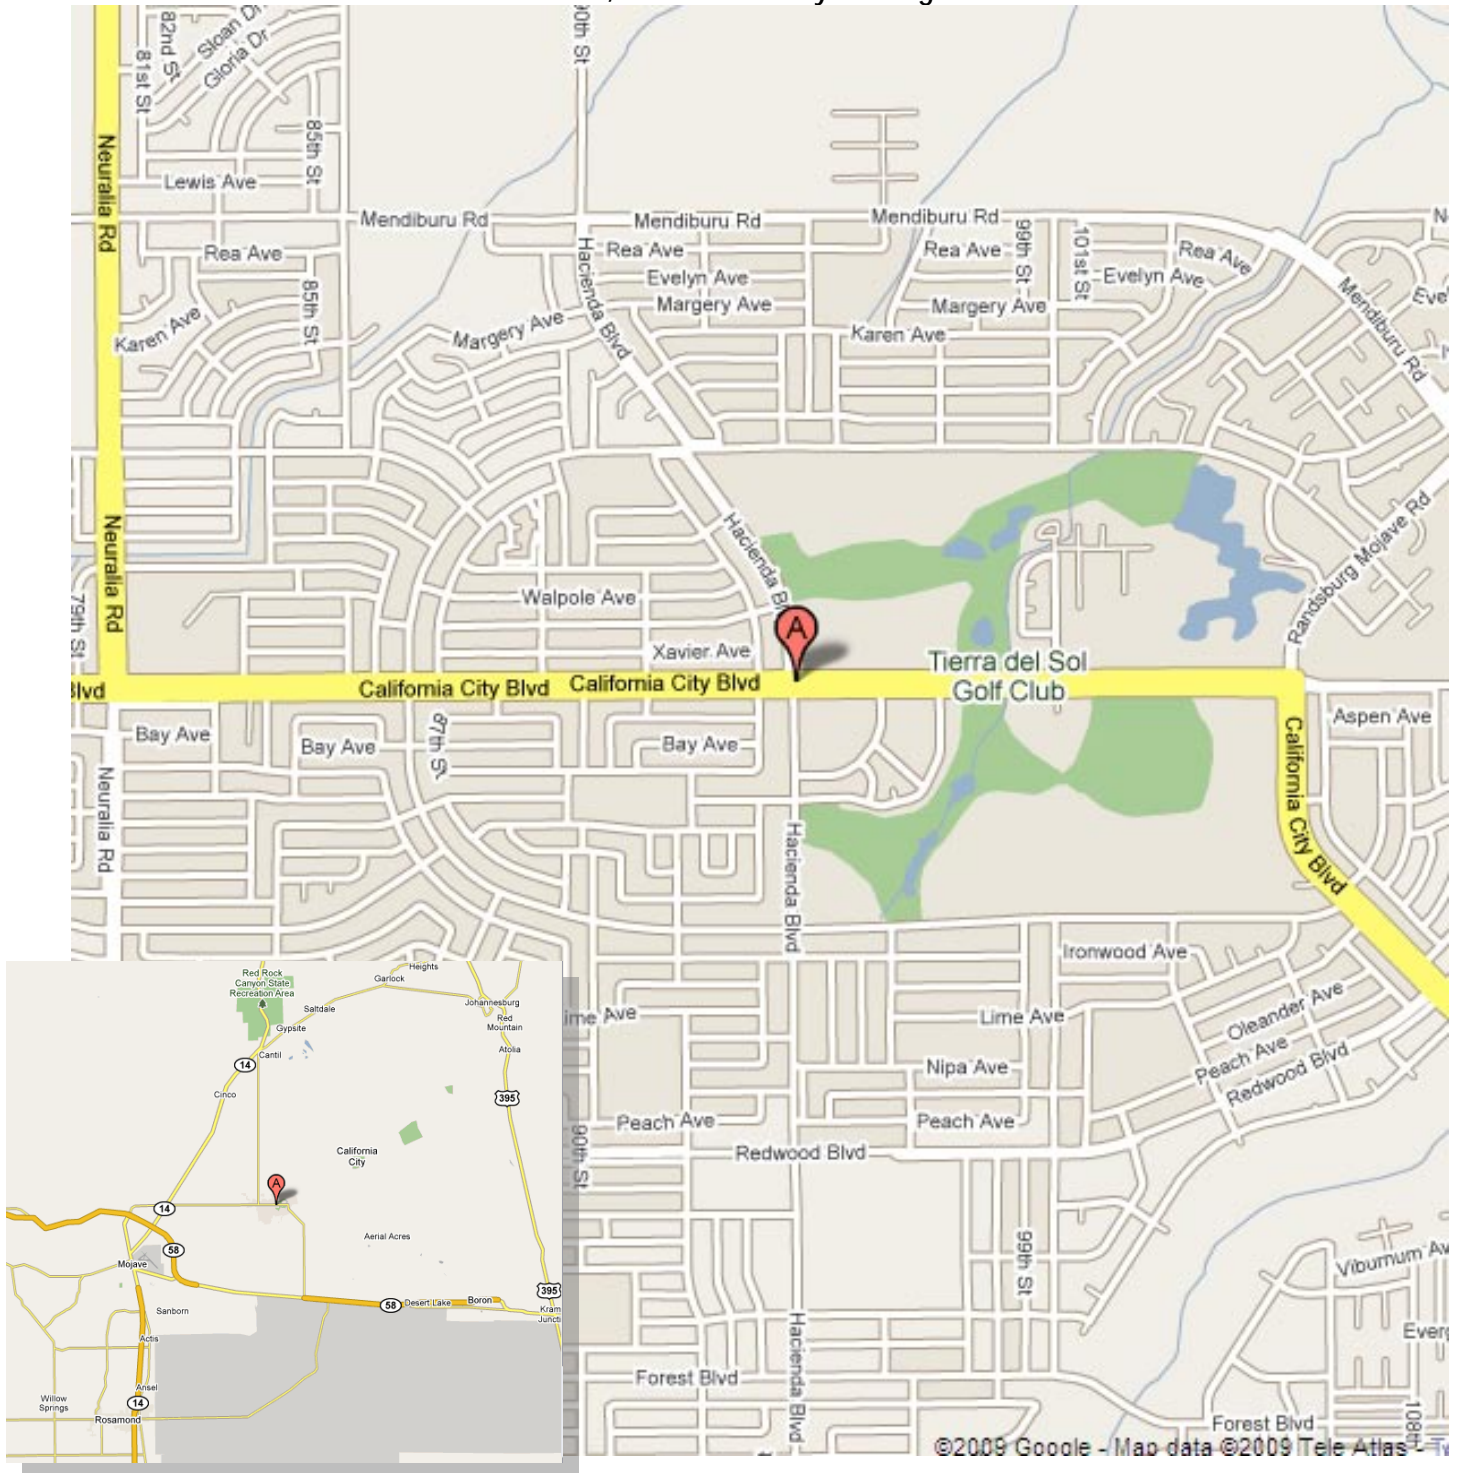 82nd St
81st St
Sloan Dr
Gloria Dr
90th St
Neuralia Rd
85th St
Lewis Ave
Mendiburu Rd
Mendiburu Rd
Mendiburu Rd
Rea Ave
Hacienda Blvd
Rea Ave
Rea Ave
99th St
101st St
Rea Ave
Evelyn Ave
Evelyn Ave
85th St
Margery Ave
Margery Ave
Mendiburu Rd
Karen Ave
Margery Ave
Karen Ave
Neuralia Rd
Hacienda Bl
Randsburg Mojave Rd
79th St
Walpole Ave
A
Xavier Ave
Tierra del Sol
Golf Club
Blvd
California City Blvd
California City Blvd
Bay Ave
Bay Ave
87th St
Bay Ave
Aspen Ave
California City Blvd
Neuralia Rd
Hacienda Blvd
Ironwood Ave
Lime Ave
Oleander Ave
Nipa Ave
Peach Ave
Redwood Blvd
Peach Ave
Peach Ave
90th St
Redwood Blvd
99th St
Viburnum Av
Hacienda Blvd
Everg
Forest Blvd
Forest Blvd
108th
©2009 Google - Map data ©2009 Tele Atlas -
Heights
Red Rock
Canyon State
Recreation Area
Garlock
Saltdale
Johannesburg
Gypsite
Red
Mountain
Cantil
Atolia
14
Cinco
395
California
City
A
14
58
Aerial Acres
Mojave
395
58
Desert Lake
Boron
Kram
Juncti
Sanborn
Actis
Ansel
14
Willow
Springs
Rosamond